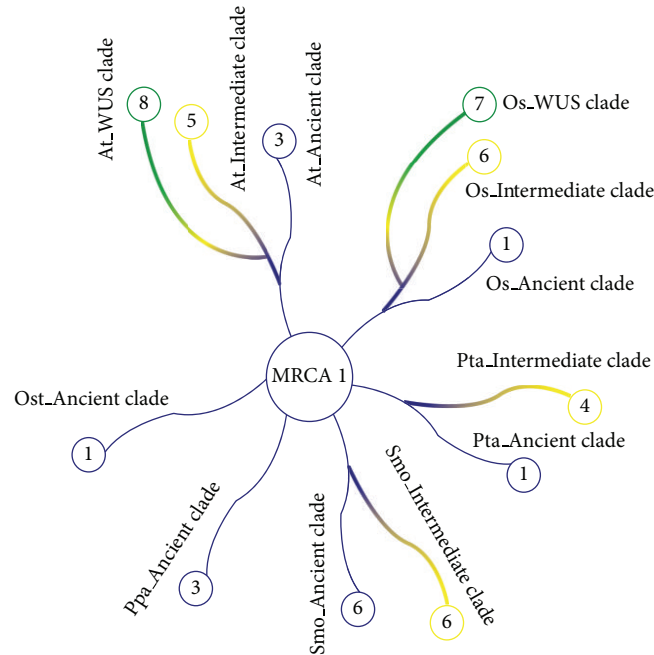 At_WUS clade
8
5
At_Intermediate clade
3
At_Ancient clade
7
Os_WUS clade
6
Os_Intermediate clade
1
Os_Ancient clade
MRCA 1
Pta_Intermediate clade
4
Pta_Ancient clade
1
Ost_Ancient clade
1
Ppa_Ancient clade
3
Smo_Ancient clade
6
Smo_Intermediate clade
6